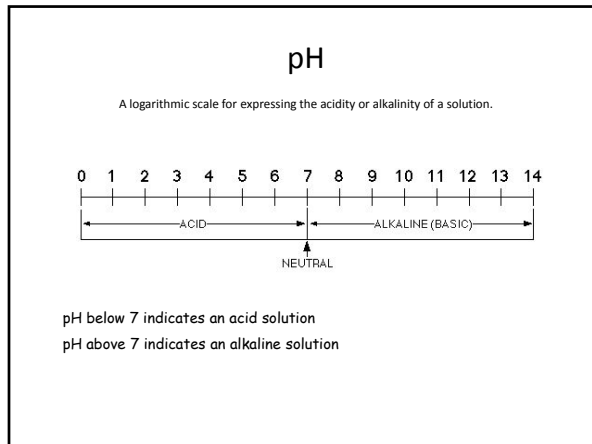 pH
A logarithmic scale for expressing the acidity or alkalinity of a solution.
0 1 2 3 4 5 6 7 8 9 10 11 12 13 14
ACID ALKALINE (BASIC)
NEUTRAL
pH below 7 indicates an acid solution
pH above 7 indicates an alkaline solution